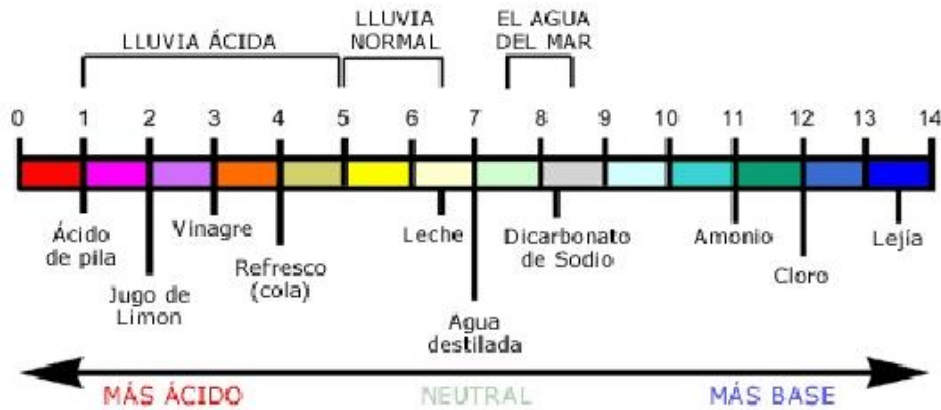 LLUVIA ÁCIDA
LLUVIA
NORMAL
EL AGUA
DEL MAR
0 1 2 3 4 5 6 7 8 9 10 11 12 13 14
Ácido
de pila
Jugo de
Limon
Vinagre
Refresco
(cola)
Leche
Agua
destilada
Dicarbonato
de Sodio
Amonio
Cloro
Lejía
MÁS ÁCIDO NEUTRAL MÁS BASE